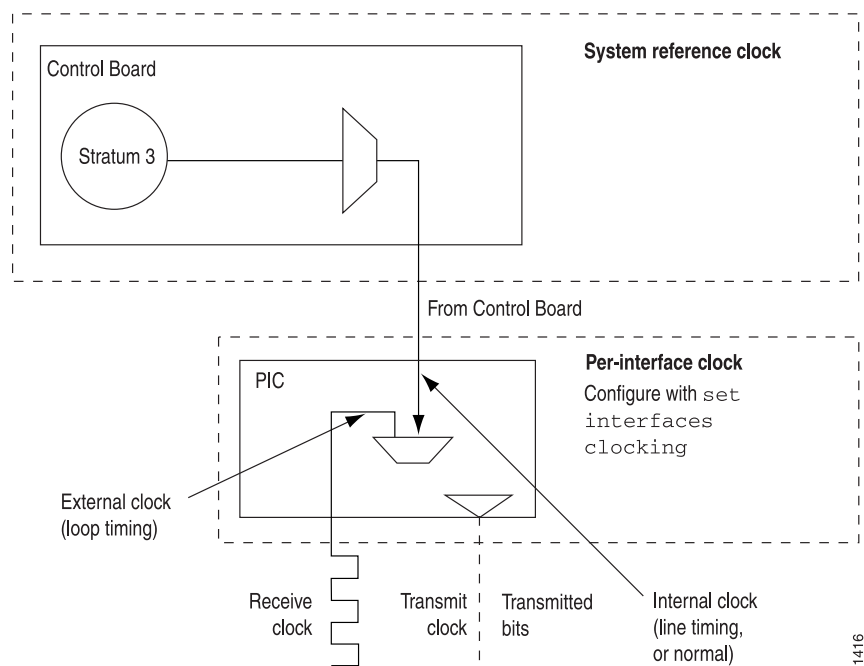 System reference clock
Control Board
Stratum 3
From Control Board
Per-interface clock
PIC
Configure with set
interfaces
clocking
External clock
(loop timing)
Receive
clock
Transmit
clock
Transmitted
bits
Internal clock
(line timing,
or normal)
1416